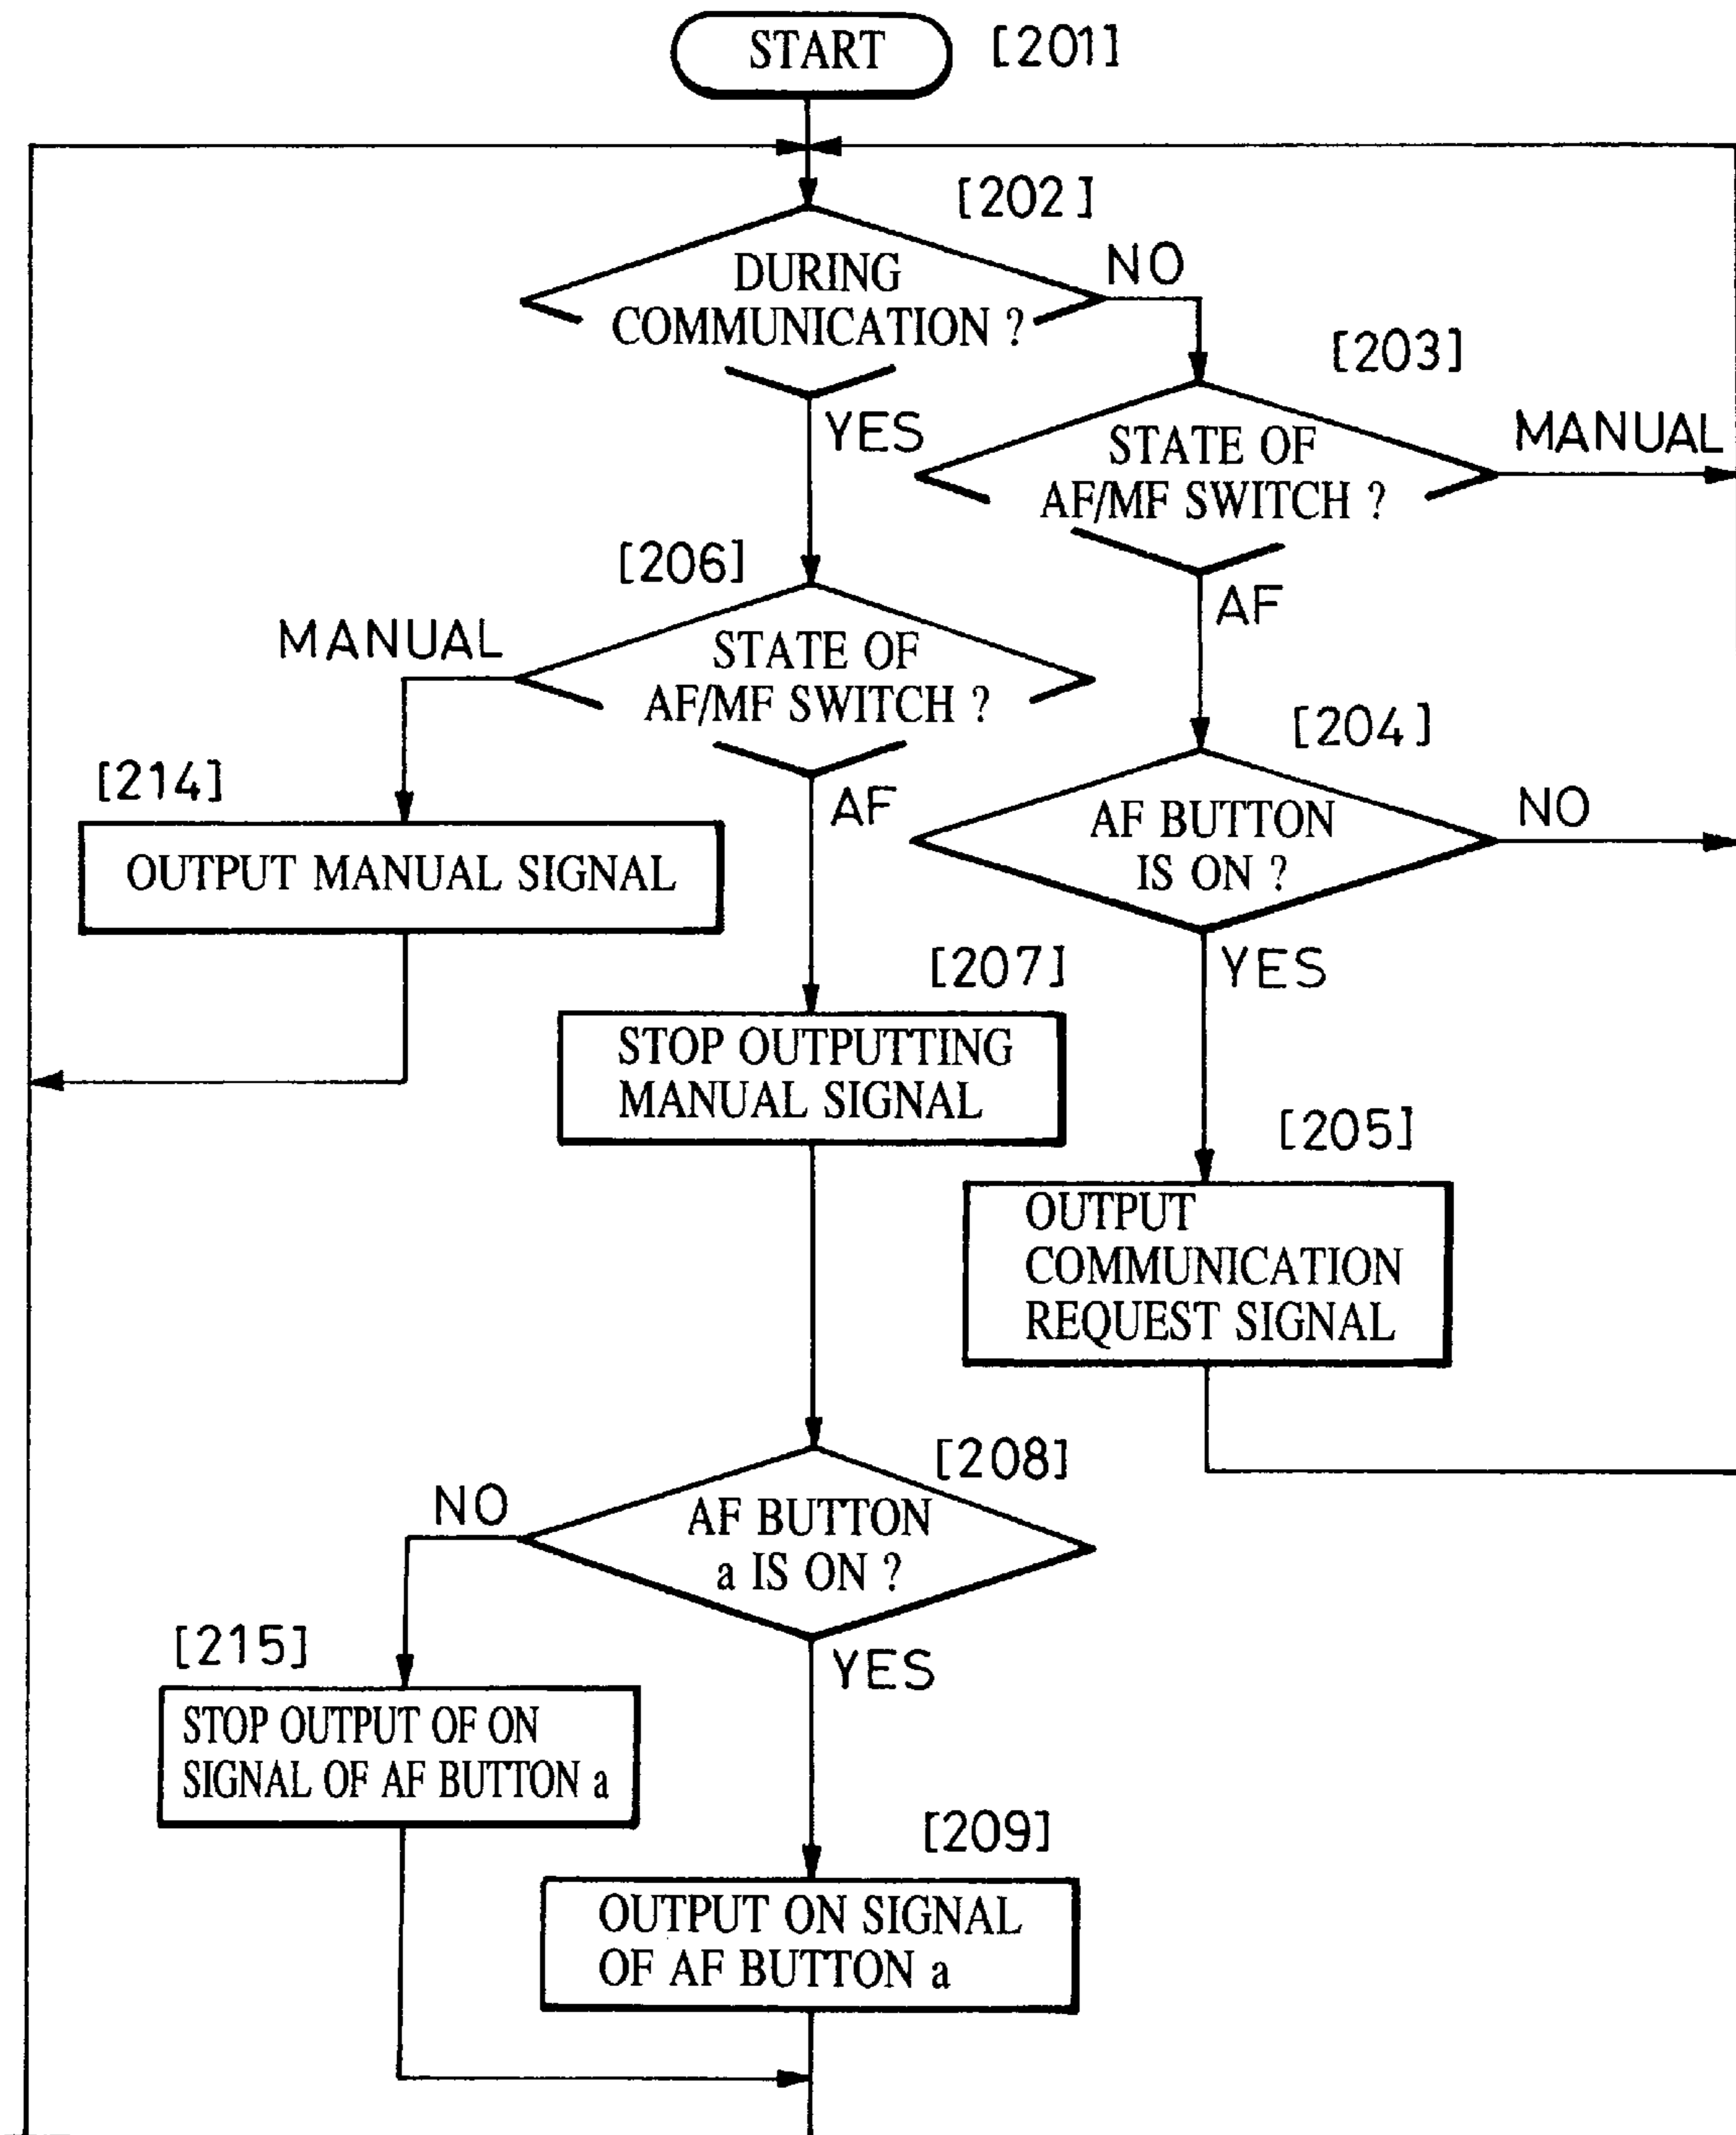 START
[201]
[202]
DURING
COMMUNICATION ?
NO
YES
[203]
STATE OF
AF/MF SWITCH ?
MANUAL
AF
[206]
STATE OF
AF/MF SWITCH ?
MANUAL
AF
[204]
AF BUTTON
IS ON ?
NO
YES
[214]
OUTPUT MANUAL SIGNAL
[207]
STOP OUTPUTTING
MANUAL SIGNAL
[205]
OUTPUT
COMMUNICATION
REQUEST SIGNAL
[208]
AF BUTTON
a IS ON ?
NO
YES
[215]
STOP OUTPUT OF ON
SIGNAL OF AF BUTTON a
[209]
OUTPUT ON SIGNAL
OF AF BUTTON a